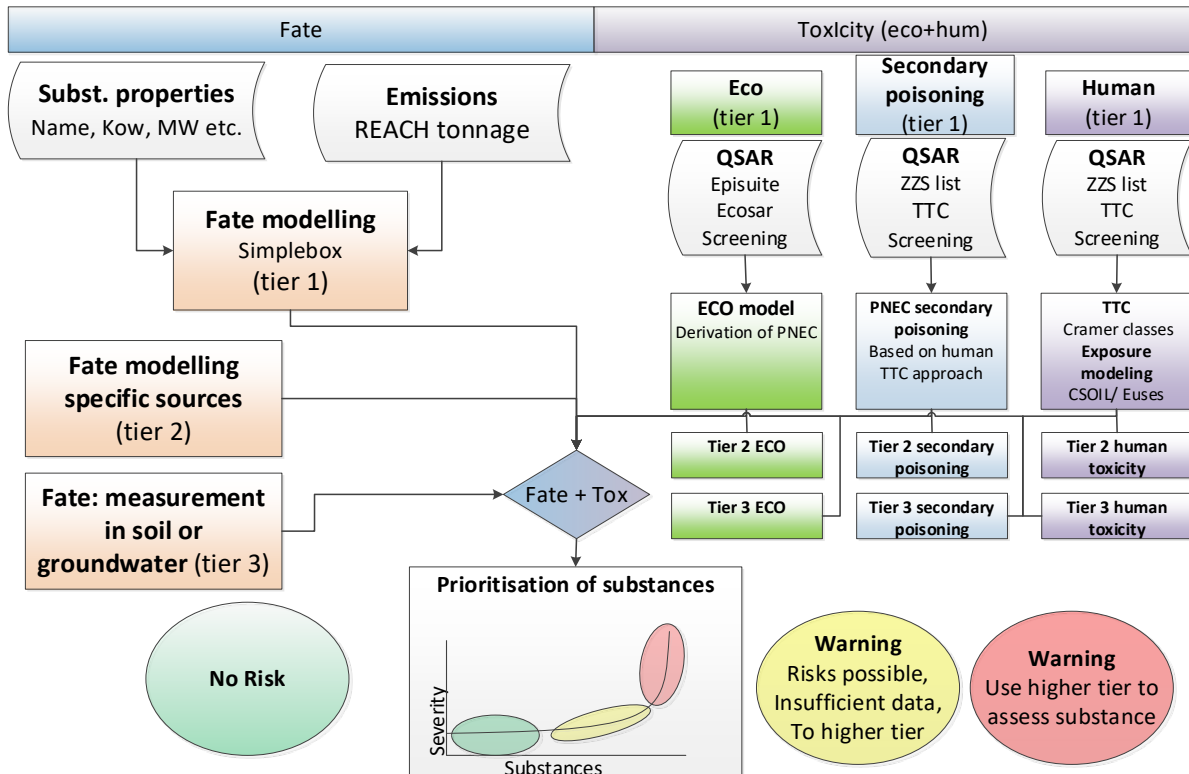 Fate
ToxIcity (eco+hum)
Subst. properties
Name, Kow, MW etc.
Emissions
REACH tonnage
Eco
(tier 1)
Secondary
poisoning
(tier 1)
Human
(tier 1)
QSAR
Episuite
Ecosar
Screening
QSAR
ZZS list
TTC
Screening
QSAR
ZZS list
TTC
Screening
Fate modelling
Simplebox
(tier 1)
ECO model
Derivation of PNEC
PNEC secondary
poisoning
Based on human
TTC approach
TTC
Cramer classes
Exposure
modeling
CSOIL/ Euses
Fate modelling
specific sources
(tier 2)
Tier 2 ECO
Tier 2 secondary
poisoning
Tier 2 human
toxicity
Fate: measurement
in soil or
groundwater (tier 3)
Fate + Tox
Tier 3 ECO
Tier 3 secondary
poisoning
Tier 3 human
toxicity
Prioritisation of substances
Severity
Substances
No Risk
Warning
Risks possible,
Insufficient data,
To higher tier
Warning
Use higher tier to
assess substance